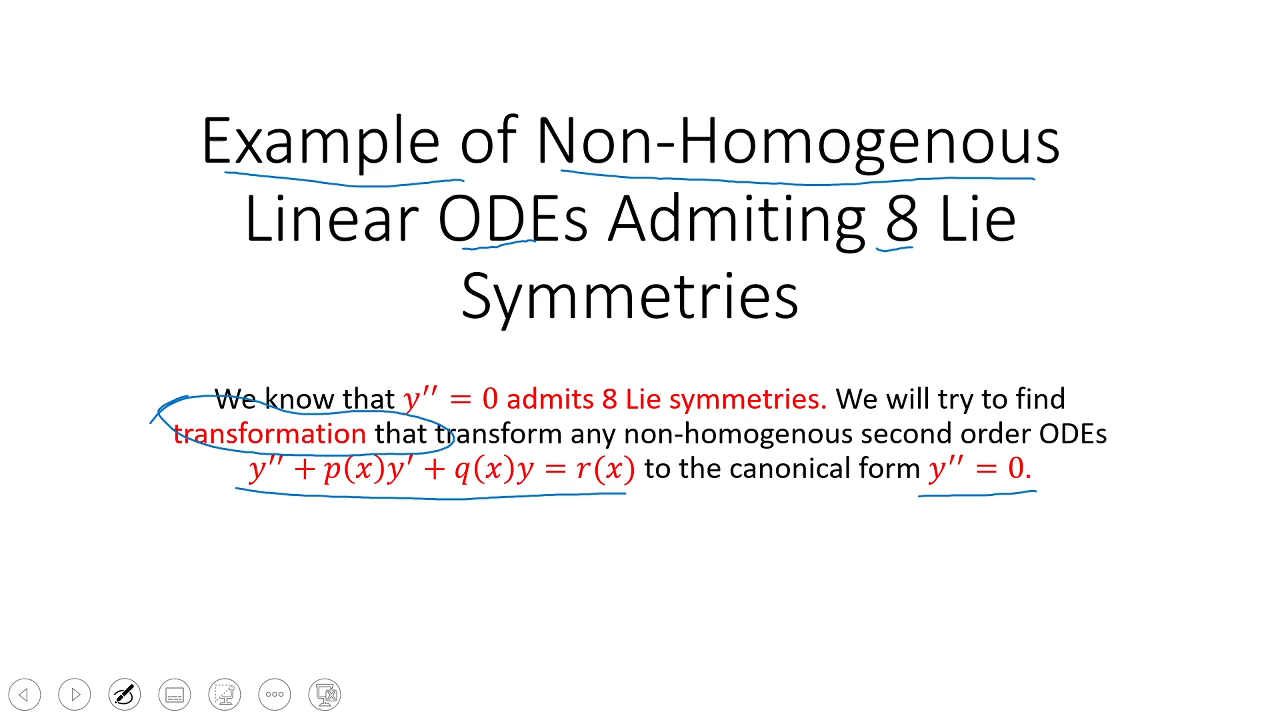 Example of Non-Homogenous
Linear ODEs Admiting 8 Lie
Symmetries
We know that y′′ = 0 admits 8 Lie symmetries. We will try to find
transformation that transform any non-homogenous second order ODEs
y′′ + p(x)y′ + q(x)y = r(x) to the canonical form y′′ = 0.